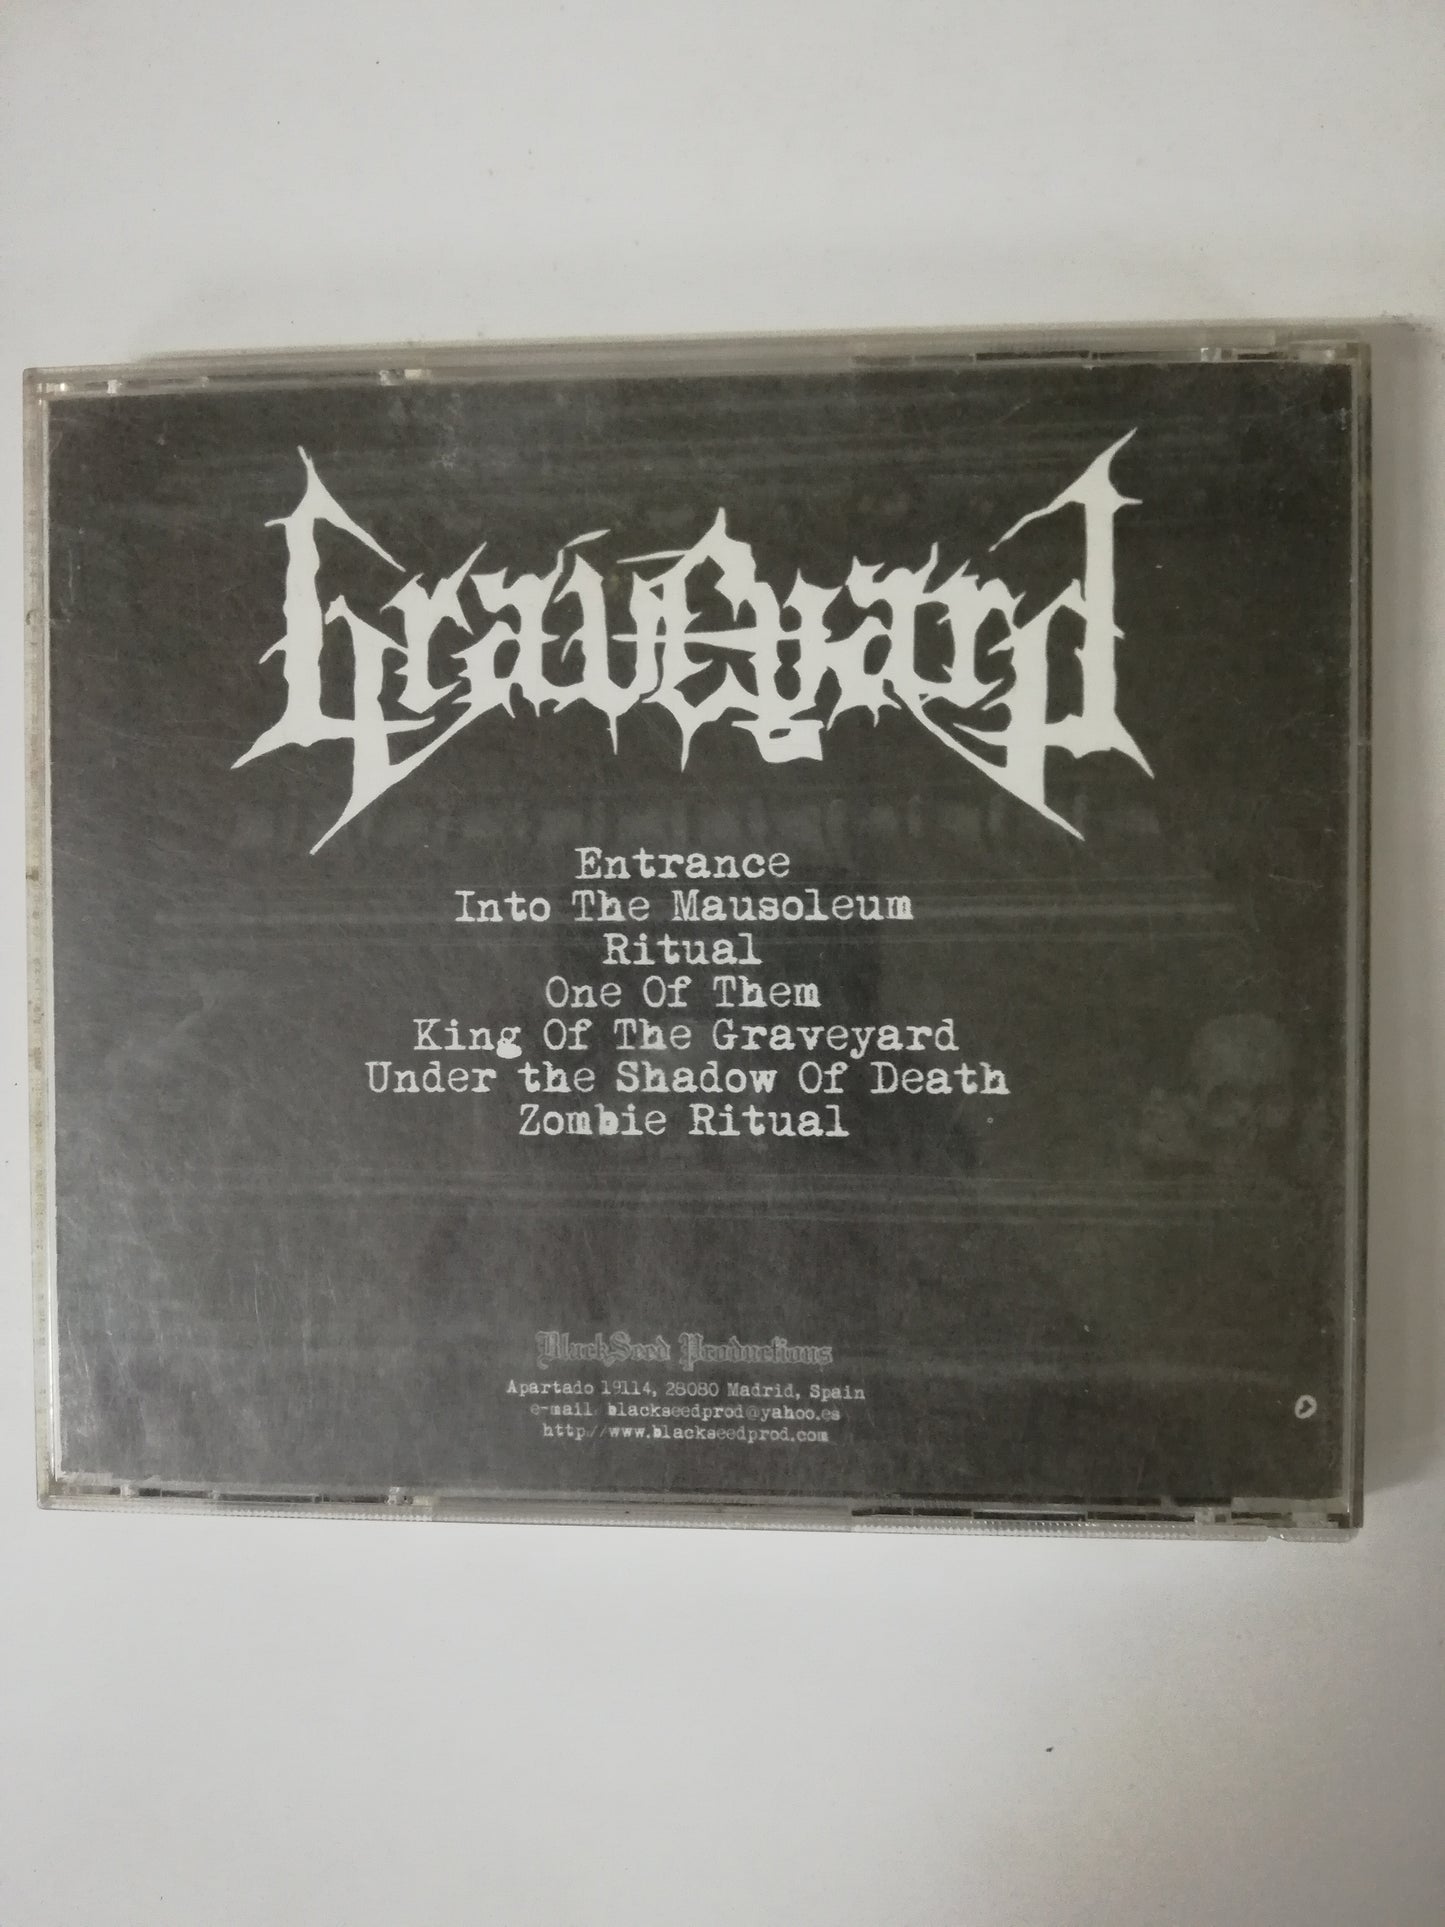 Graveyard
Entrance
Into The Mausoleum
Ritual
One Of Them
King Of The Graveyard
Under the Shadow Of Death
Zombie Ritual
BlackSeed Productions
Apartado 19114, 28080 Madrid, Spain
e-mail: blackseedprod@yahoo.es
http://www.blackseedprod.com